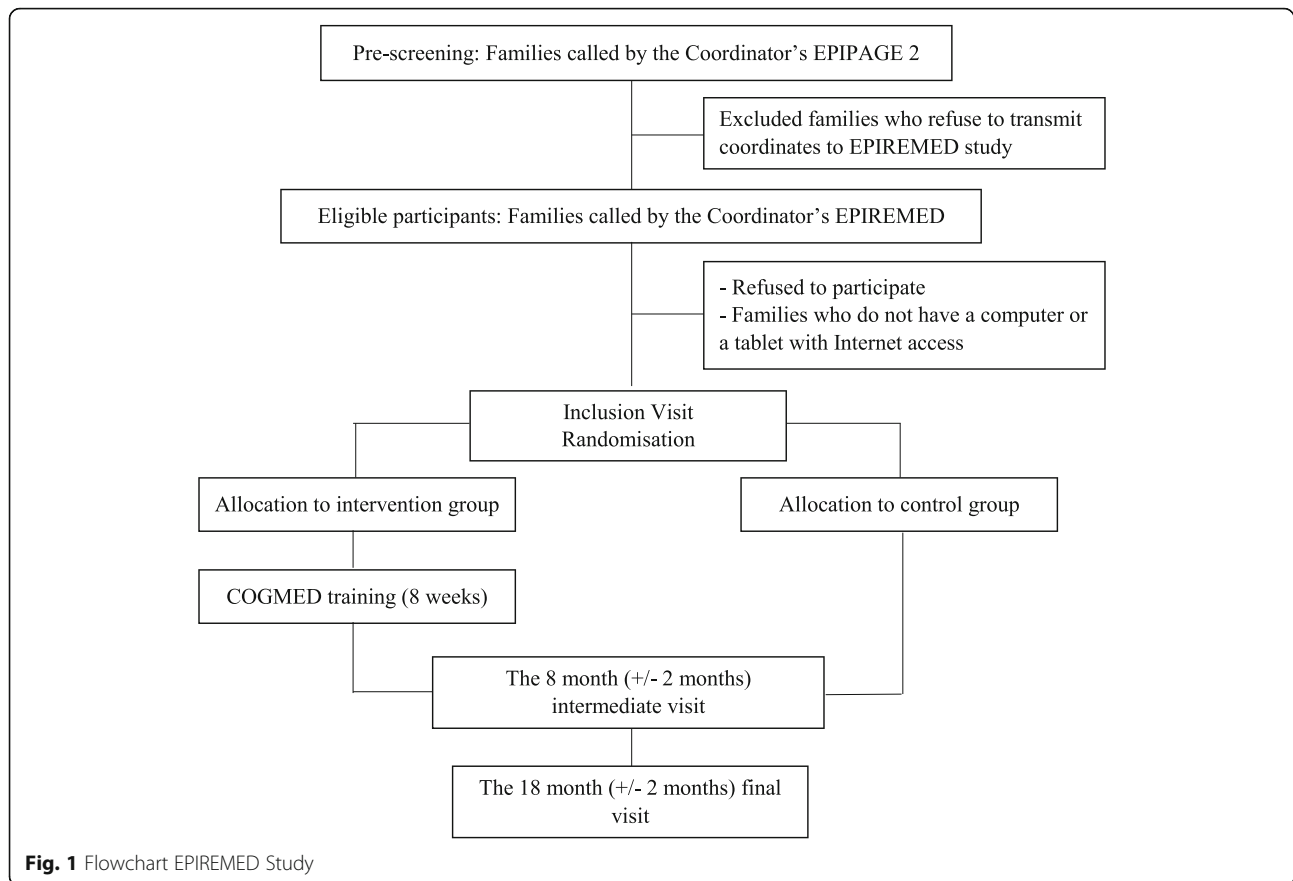 Pre-screening: Families called by the Coordinator's EPIPAGE 2
Excluded families who refuse to transmit
coordinates to EPIREMED study
Eligible participants: Families called by the Coordinator's EPIREMED
- Refused to participate
- Families who do not have a computer or
a tablet with Internet access
Inclusion Visit
Randomisation
Allocation to intervention group
Allocation to control group
COGMED training (8 weeks)
The 8 month (+/- 2 months)
intermediate visit
The 18 month (+/- 2 months) final
visit
Fig. 1 Flowchart EPIREMED Study